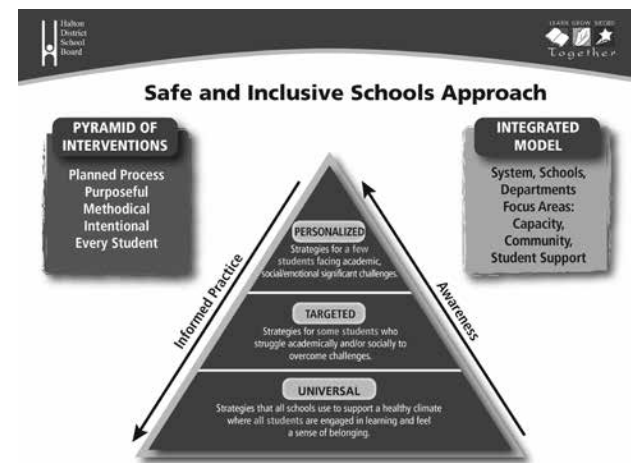 Halton
District
School
Board
LEARN GROW SUCCEED
Together
Safe and Inclusive Schools Approach
PYRAMID OF
INTERVENTIONS
Planned Process
Purposeful
Methodical
Intentional
Every Student
INTEGRATED
MODEL
System, Schools,
Departments
Focus Areas:
Capacity,
Community,
Student Support
Informed Practice
Awareness
PERSONALIZED
Strategies for a few
students facing academic,
social/emotional significant challenges.
TARGETED
Strategies for some students who
struggle academically and/or socially to
overcome challenges.
UNIVERSAL
Strategies that all schools use to support a healthy climate
where all students are engaged in learning and feel
a sense of belonging.